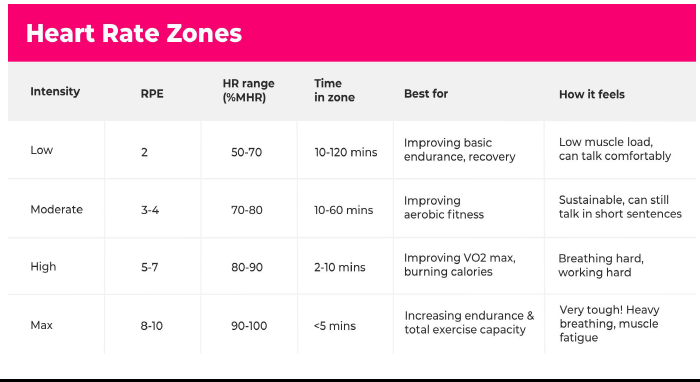 Heart Rate Zones
Intensity
RPE
HR range
(%MHR)
Time
in zone
Best for
How it feels
Low
2
50-70
10-120 mins
Improving basic
endurance, recovery
Low muscle load,
can talk comfortably
Moderate
3-4
70-80
10-60 mins
Improving
aerobic fitness
Sustainable, can still
talk in short sentences
High
5-7
80-90
2-10 mins
Improving VO2 max,
burning calories
Breathing hard,
working hard
Max
8-10
90-100
<5 mins
Increasing endurance &
total exercise capacity
Very tough! Heavy
breathing, muscle
fatigue